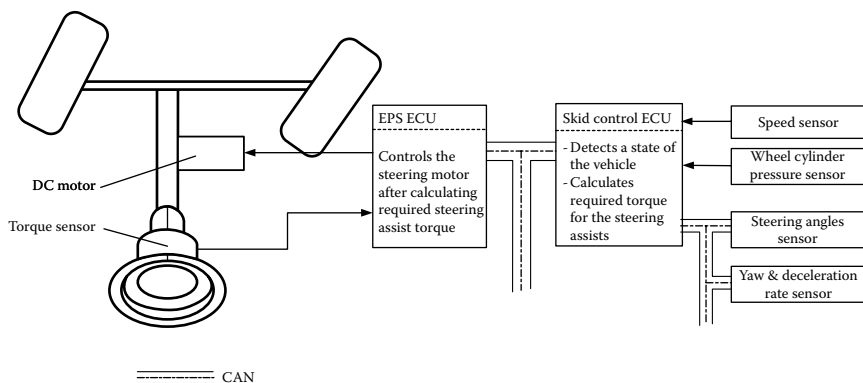 EPS ECU
Controls the
steering motor
after calculating
required steering
assist torque
Skid control ECU
- Detects a state of
the vehicle
- Calculates
required torque
for the steering
assists
Speed sensor
Wheel cylinder
pressure sensor
Steering angles
sensor
Yaw & deceleration
rate sensor
DC motor
Torque sensor
CAN